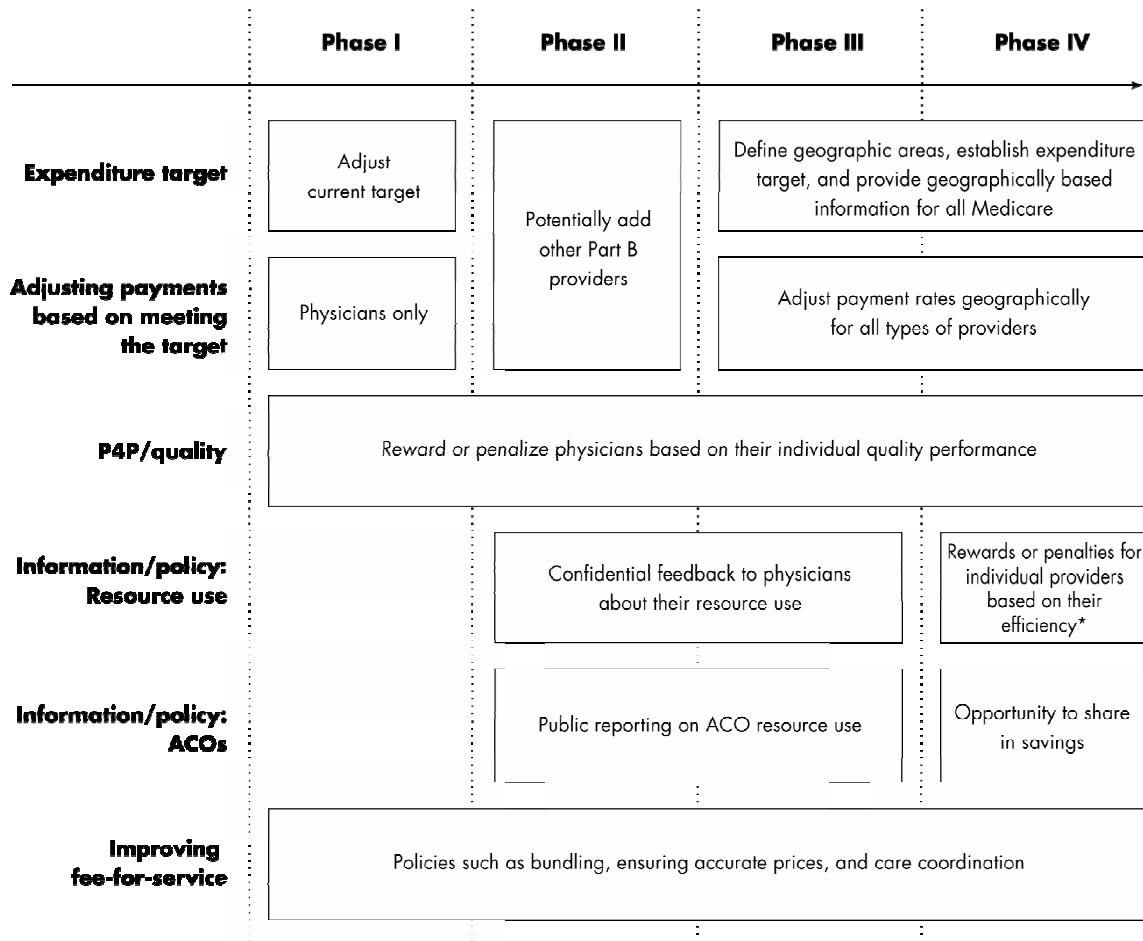 Phase I
Phase II
Phase III
Phase IV
Expenditure target
Adjust
current target
Potentially add
other Part B
providers
Define geographic areas, establish expenditure
target, and provide geographically based
information for all Medicare
Adjusting payments
based on meeting
the target
Physicians only
Adjust payment rates geographically
for all types of providers
P4P/quality
Reward or penalize physicians based on their individual quality performance
Information/policy:
Resource use
Confidential feedback to physicians
about their resource use
Rewards or penalties for
individual providers
based on their
efficiency*
Information/policy:
ACOs
Public reporting on ACO resource use
Opportunity to share
in savings
Improving
fee-for-service
Policies such as bundling, ensuring accurate prices, and care coordination